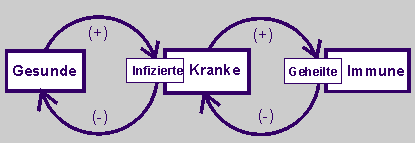 (+)
(+)
Gesunde
Infizierte
Kranke
Geheilte
Immune
(-)
(-)